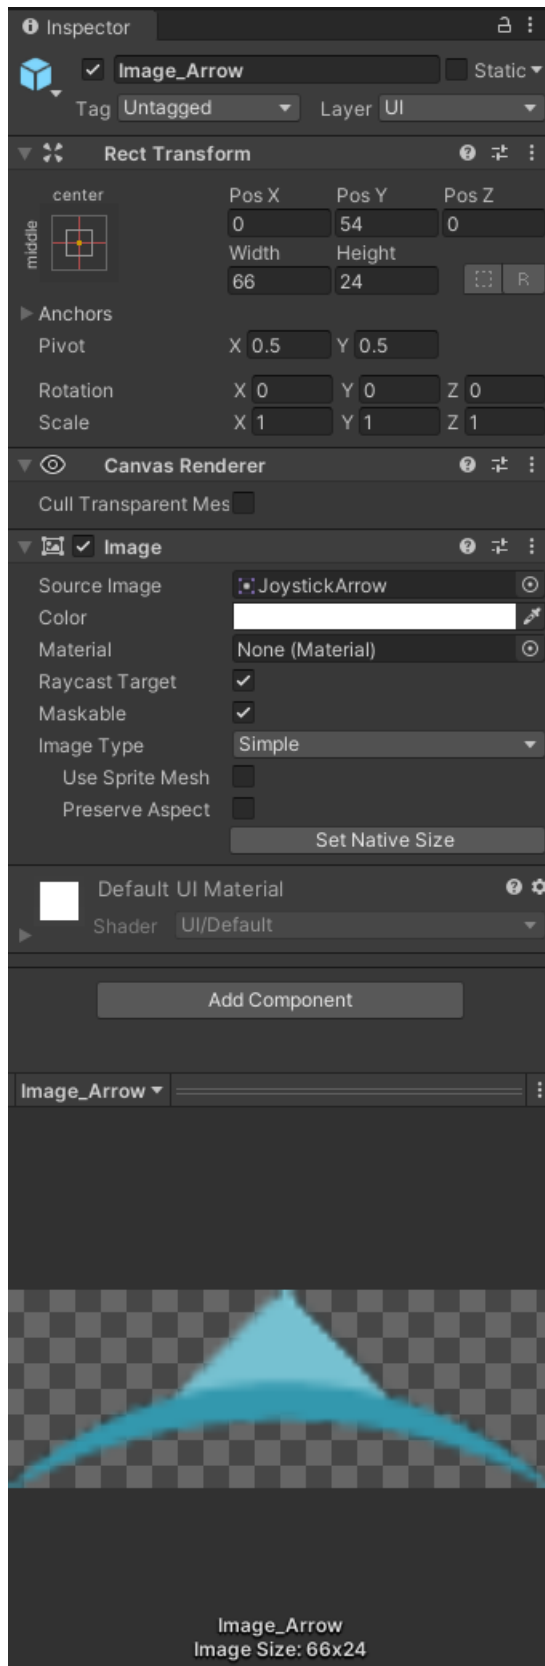 Inspector
Image_Arrow Static
Tag Untagged Layer UI
Rect Transform
center Pos X Pos Y Pos Z
middle 0 54 0
Width Height
66 24 R
Anchors
Pivot X 0.5 Y 0.5
Rotation X 0 Y 0 Z 0
Scale X 1 Y 1 Z 1
Canvas Renderer
Cull Transparent Mes
Image
Source Image JoystickArrow
Color
Material None (Material)
Raycast Target
Maskable
Image Type Simple
Use Sprite Mesh
Preserve Aspect
Set Native Size
Default UI Material
Shader UI/Default
Add Component
Image_Arrow
Image_Arrow
Image Size: 66x24